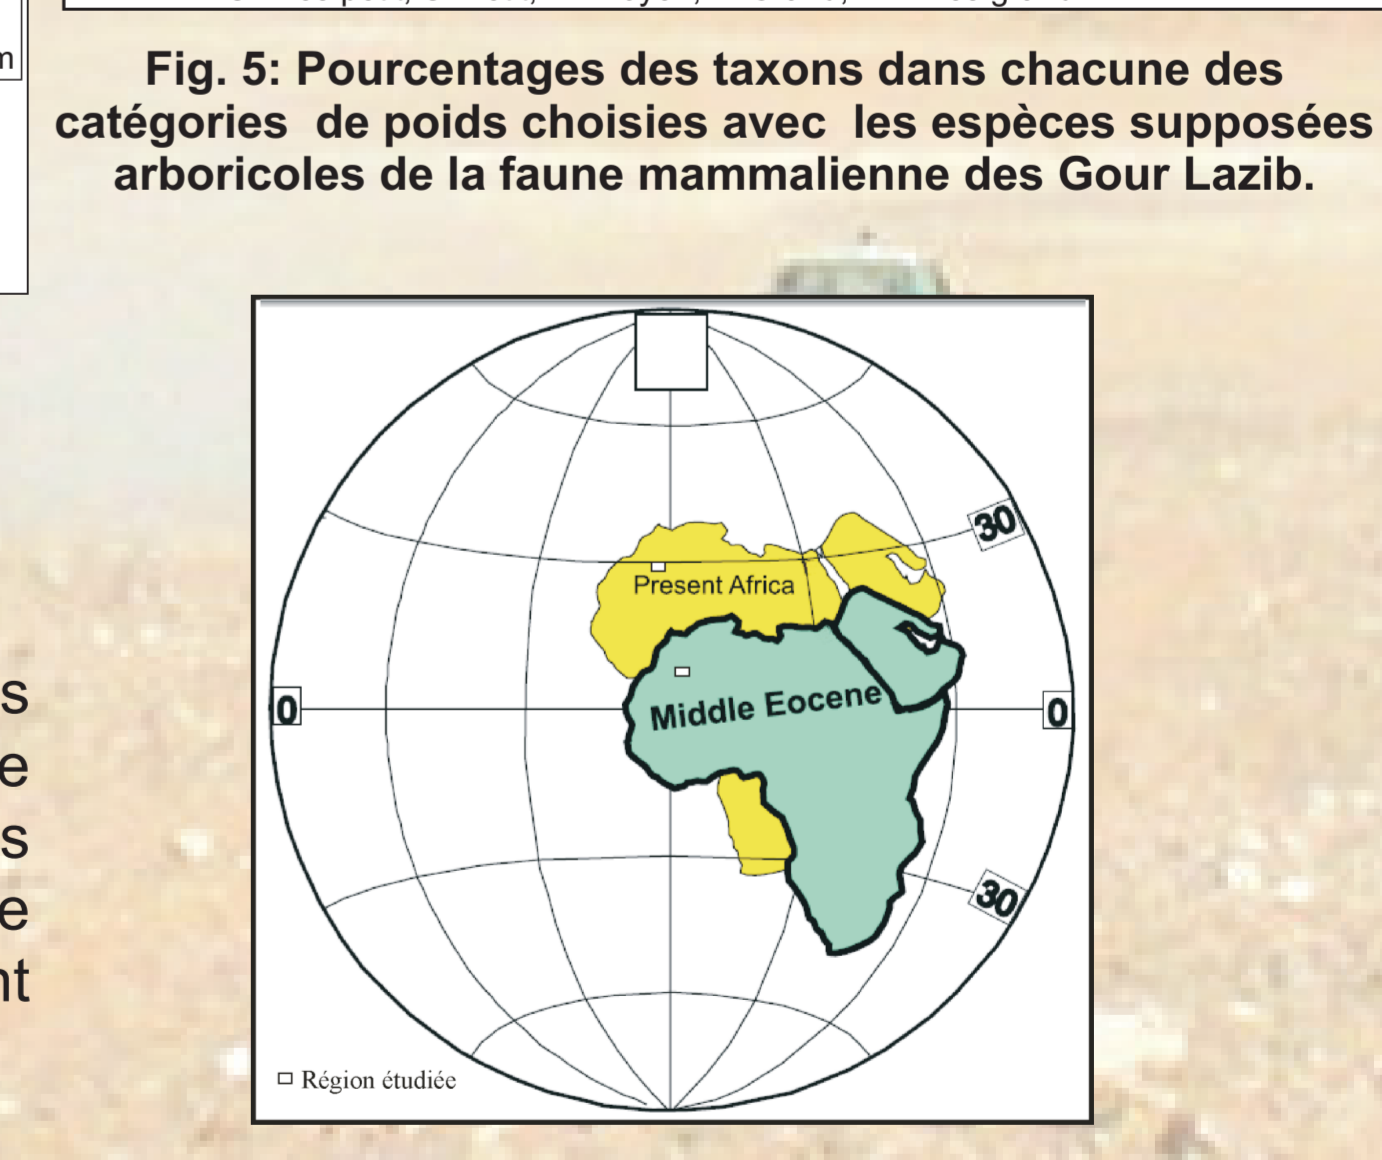 m
Fig. 5: Pourcentages des taxons dans chacune des
catégories de poids choisies avec les espèces supposées
arboricoles de la faune mammalienne des Gour Lazib.
30
Present Africa
Middle Eocene
0
0
30
Région étudiée
s
e
s
e
nt